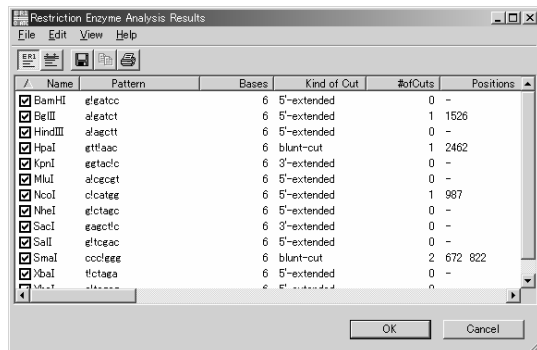 Restriction Enzyme Analysis Results
File Edit View Help
ER1
Name Pattern Bases Kind of Cut #ofCuts Positions
BamHI g!gatcc 6 5'-extended 0 -
BglII a!gatct 6 5'-extended 1 1526
HindIII a!agctt 6 5'-extended 0 -
HpaI gtt!aac 6 blunt-cut 1 2462
KpnI ggtac!c 6 3'-extended 0 -
MluI a!cgcgt 6 5'-extended 0 -
NcoI c!catgg 6 5'-extended 1 987
NheI g!ctagc 6 5'-extended 0 -
SacI gagct!c 6 3'-extended 0 -
SalI g!tcgac 6 5'-extended 0 -
SmaI ccc!ggg 6 blunt-cut 2 672 822
XbaI t!ctaga 6 5'-extended 0 -
OK Cancel